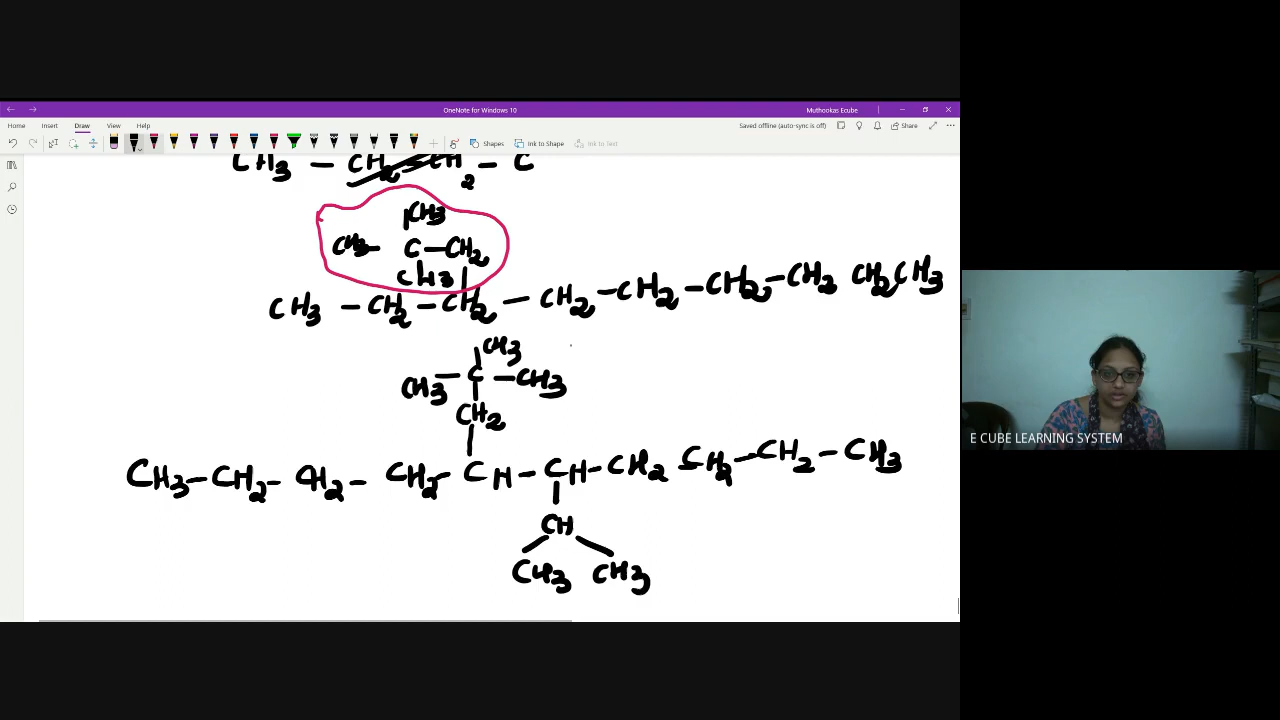 OneNote for Windows 10
Muthookas Ecube
Home Insert Draw View Help
Saved offline (auto-sync is off) Share
Shapes Ink to Shape Ink to Text
CH3 — CH2 — CH2 — C
CH3
CH3— C —CH2
CH3
CH3 — CH2 — CH2 — CH2 — CH2 — CH2 — CH2 CH2 CH3
CH3
CH3 — C — CH3
CH2
CH3 — CH2 — CH2 — CH2 — CH — CH — CH2 — CH2 — CH2 — CH3
CH
CH3 CH3
E CUBE LEARNING SYSTEM